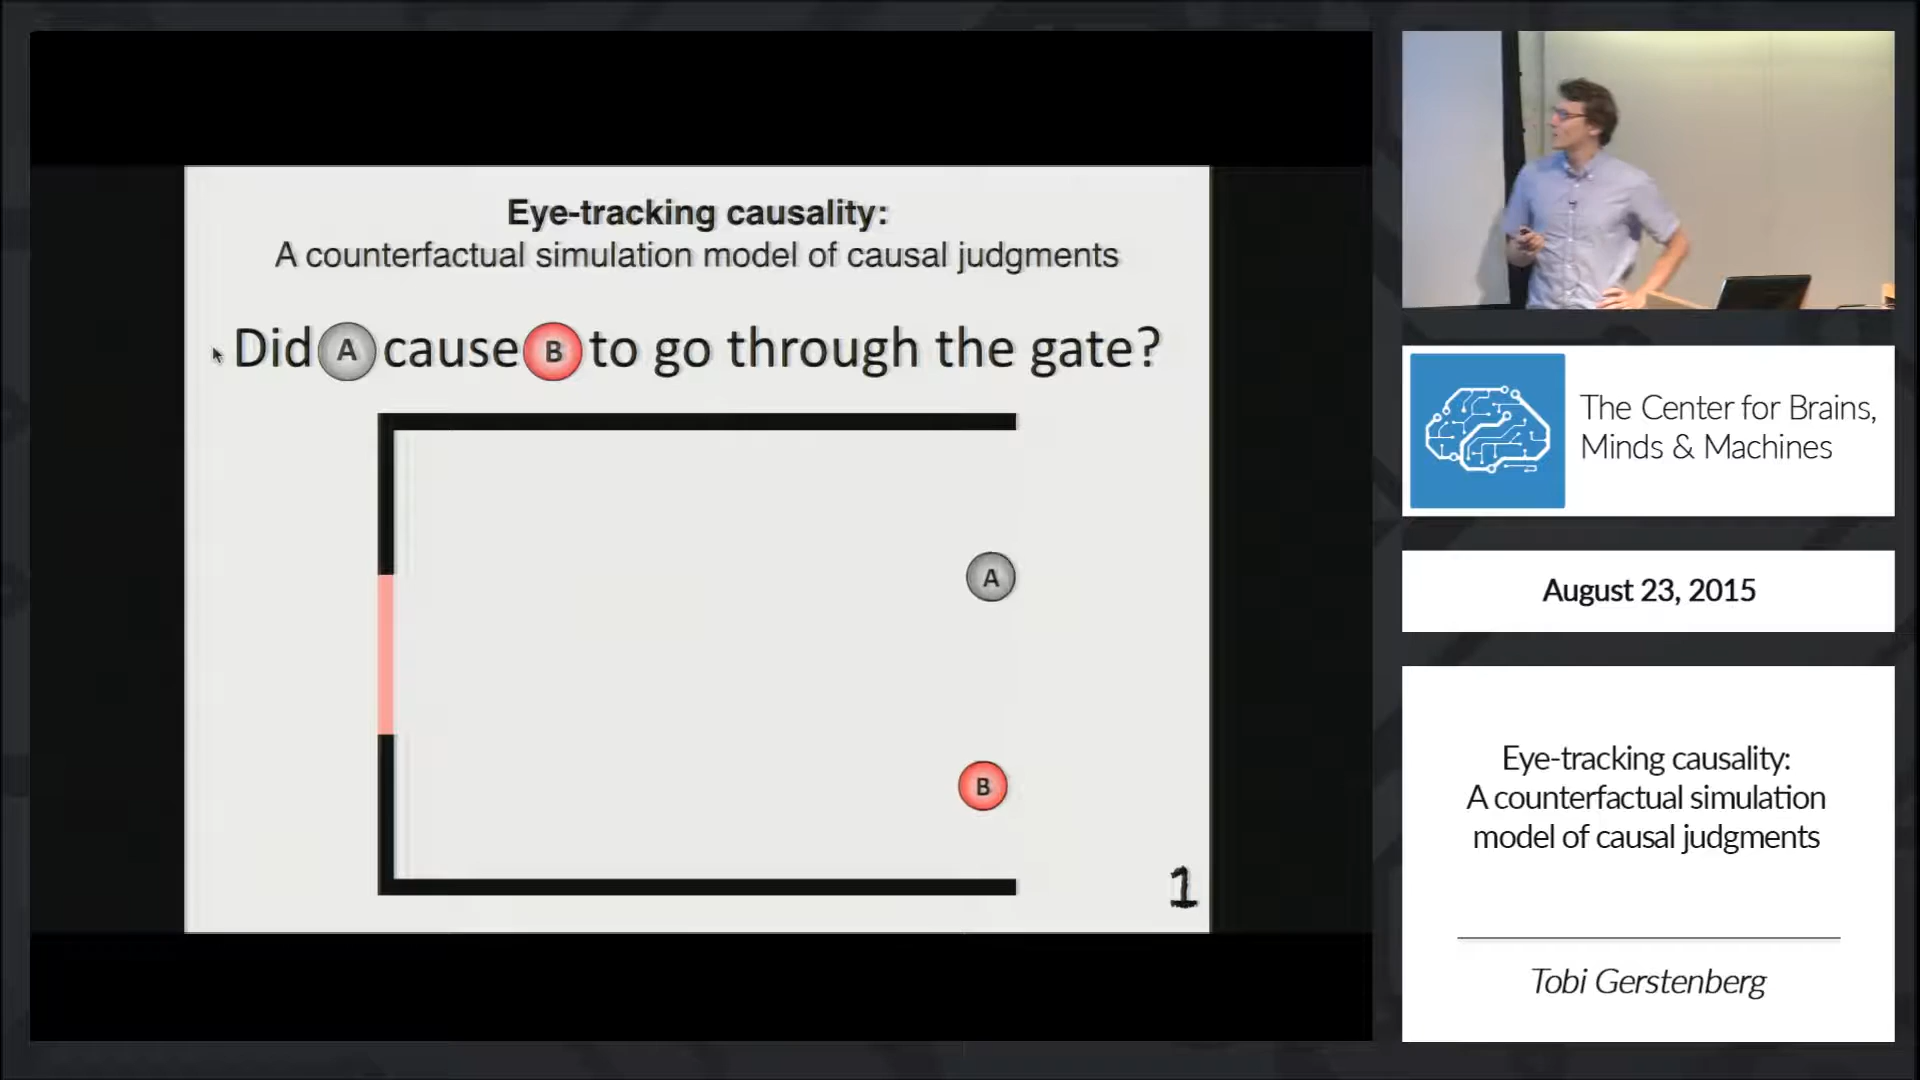 Eye-tracking causality:
A counterfactual simulation model of causal judgments
Did A cause B to go through the gate?
A
B
1
The Center for Brains,
Minds & Machines
August 23, 2015
Eye-tracking causality:
A counterfactual simulation
model of causal judgments
Tobi Gerstenberg